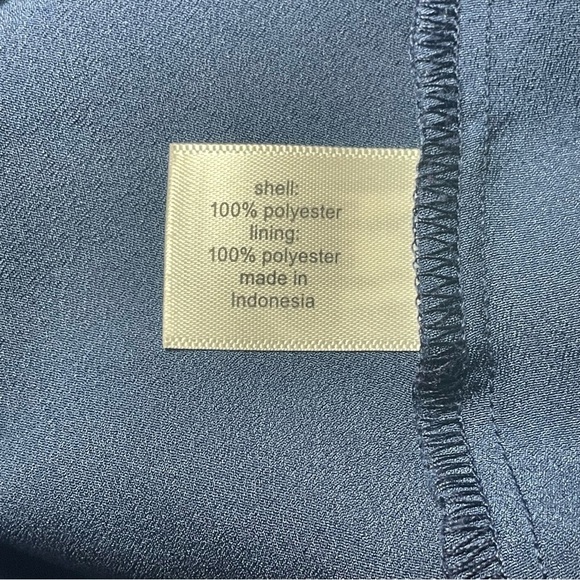 shell:
100% polyester
lining:
100% polyester
made in
Indonesia